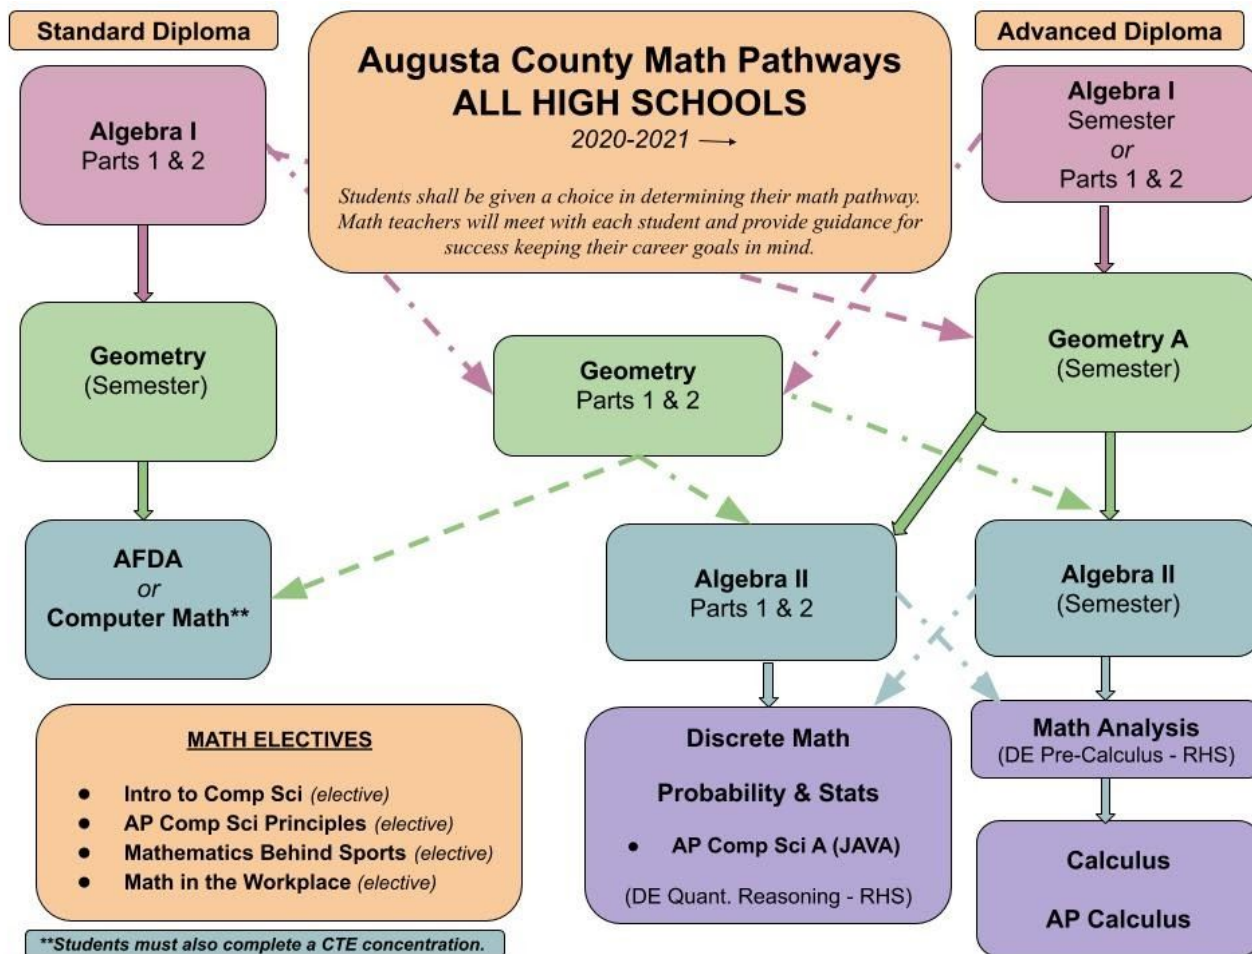 Standard Diploma
Augusta County Math Pathways
ALL HIGH SCHOOLS
2020-2021
Students shall be given a choice in determining their math pathway.
Math teachers will meet with each student and provide guidance for
success keeping their career goals in mind.
Advanced Diploma
Algebra I
Parts 1 & 2
Algebra I
Semester
or
Parts 1 & 2
Geometry
(Semester)
Geometry
Parts 1 & 2
Geometry A
(Semester)
AFDA
or
Computer Math**
Algebra II
Parts 1 & 2
Algebra II
(Semester)
MATH ELECTIVES
● Intro to Comp Sci (elective)
● AP Comp Sci Principles (elective)
● Mathematics Behind Sports (elective)
● Math in the Workplace (elective)
**Students must also complete a CTE concentration.
Discrete Math
Probability & Stats
● AP Comp Sci A (JAVA)
(DE Quant. Reasoning - RHS)
Math Analysis
(DE Pre-Calculus - RHS)
Calculus
AP Calculus